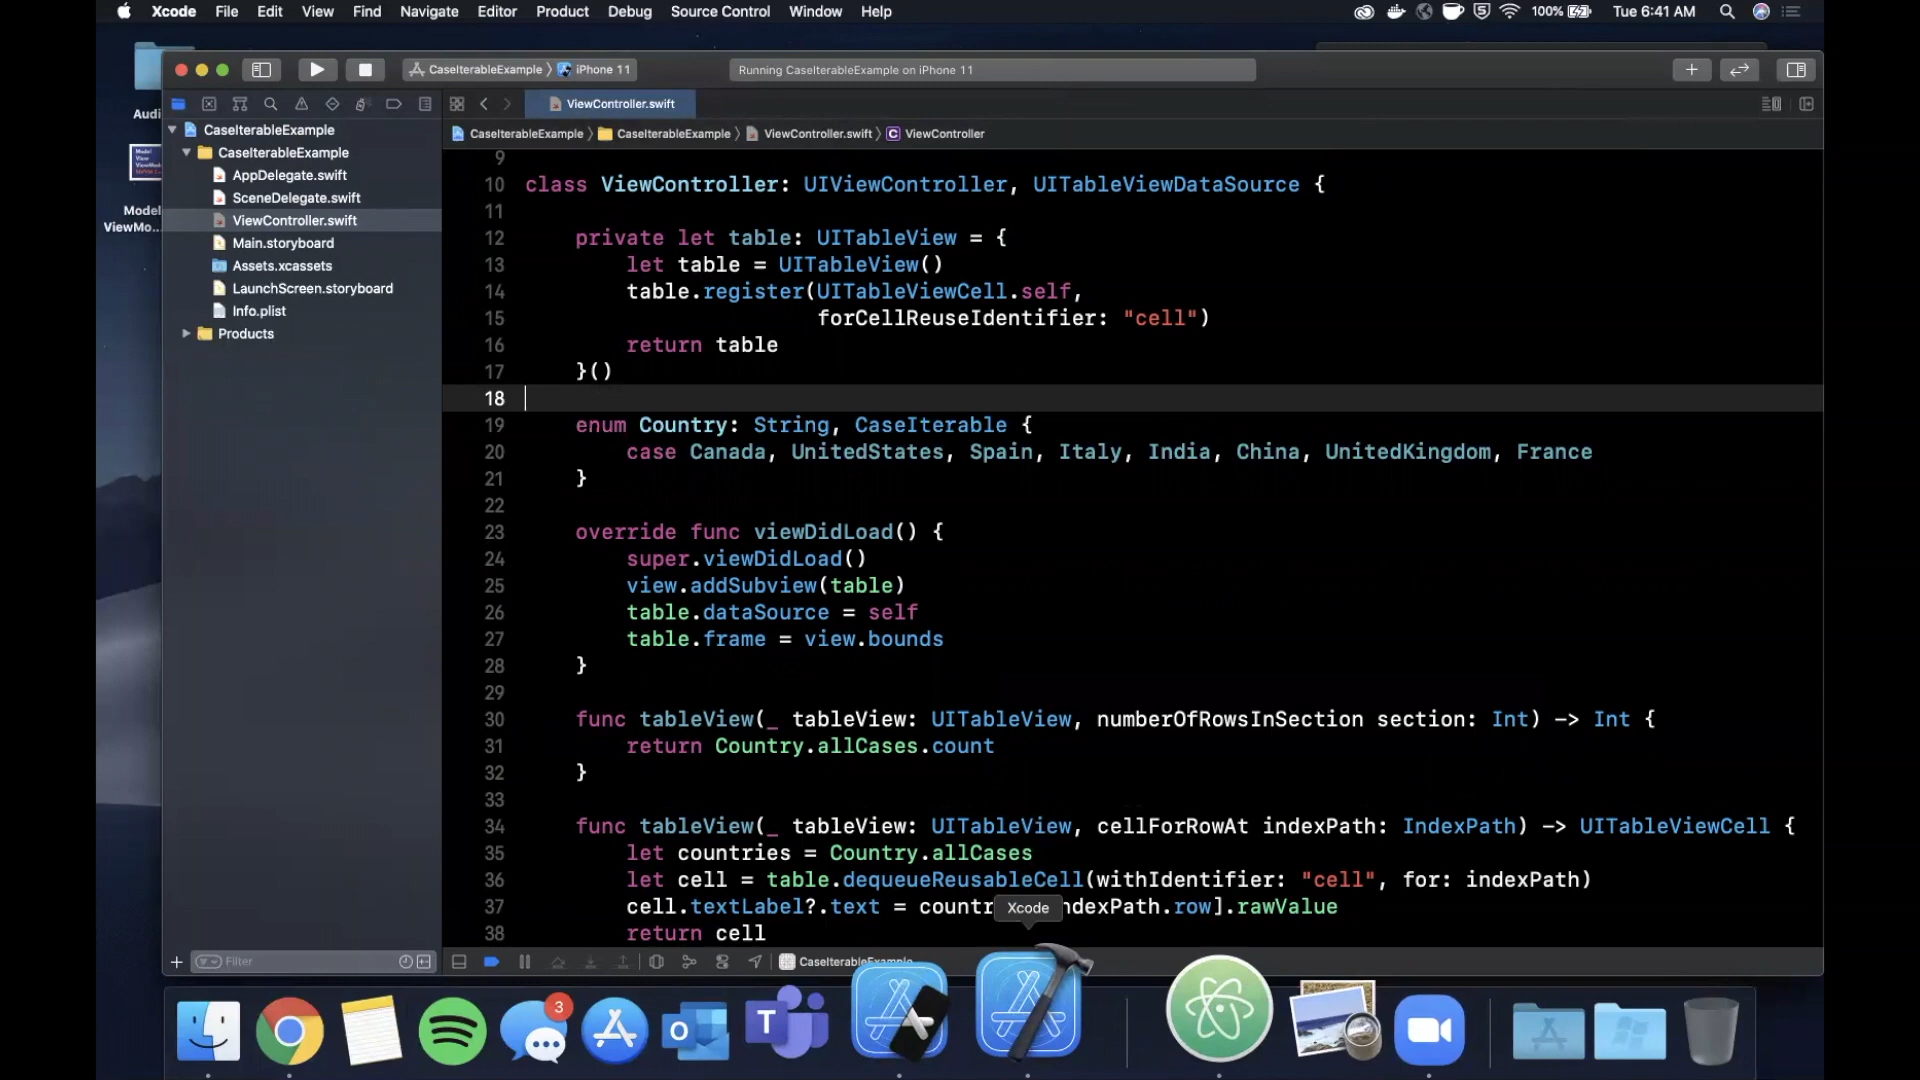 Xcode File Edit View Find Navigate Editor Product Debug Source Control Window Help 100% Tue 6:41 AM
CaseIterableExample iPhone 11 Running CaseIterableExample on iPhone 11
ViewController.swift
CaseIterableExample CaseIterableExample ViewController.swift C ViewController
Audi
Model
ViewMo...
CaseIterableExample
CaseIterableExample
AppDelegate.swift
SceneDelegate.swift
ViewController.swift
Main.storyboard
Assets.xcassets
LaunchScreen.storyboard
Info.plist
Products
9
10 class ViewController: UIViewController, UITableViewDataSource {
11
12 private let table: UITableView = {
13 let table = UITableView()
14 table.register(UITableViewCell.self,
15 forCellReuseIdentifier: "cell")
16 return table
17 }()
18
19 enum Country: String, CaseIterable {
20 case Canada, UnitedStates, Spain, Italy, India, China, UnitedKingdom, France
21 }
22
23 override func viewDidLoad() {
24 super.viewDidLoad()
25 view.addSubview(table)
26 table.dataSource = self
27 table.frame = view.bounds
28 }
29
30 func tableView(_ tableView: UITableView, numberOfRowsInSection section: Int) -> Int {
31 return Country.allCases.count
32 }
33
34 func tableView(_ tableView: UITableView, cellForRowAt indexPath: IndexPath) -> UITableViewCell {
35 let countries = Country.allCases
36 let cell = table.dequeueReusableCell(withIdentifier: "cell", for: indexPath)
37 cell.textLabel?.text = countr ndexPath.row].rawValue
Xcode
38 return cell
Filter
CaseIterableExample
3
T